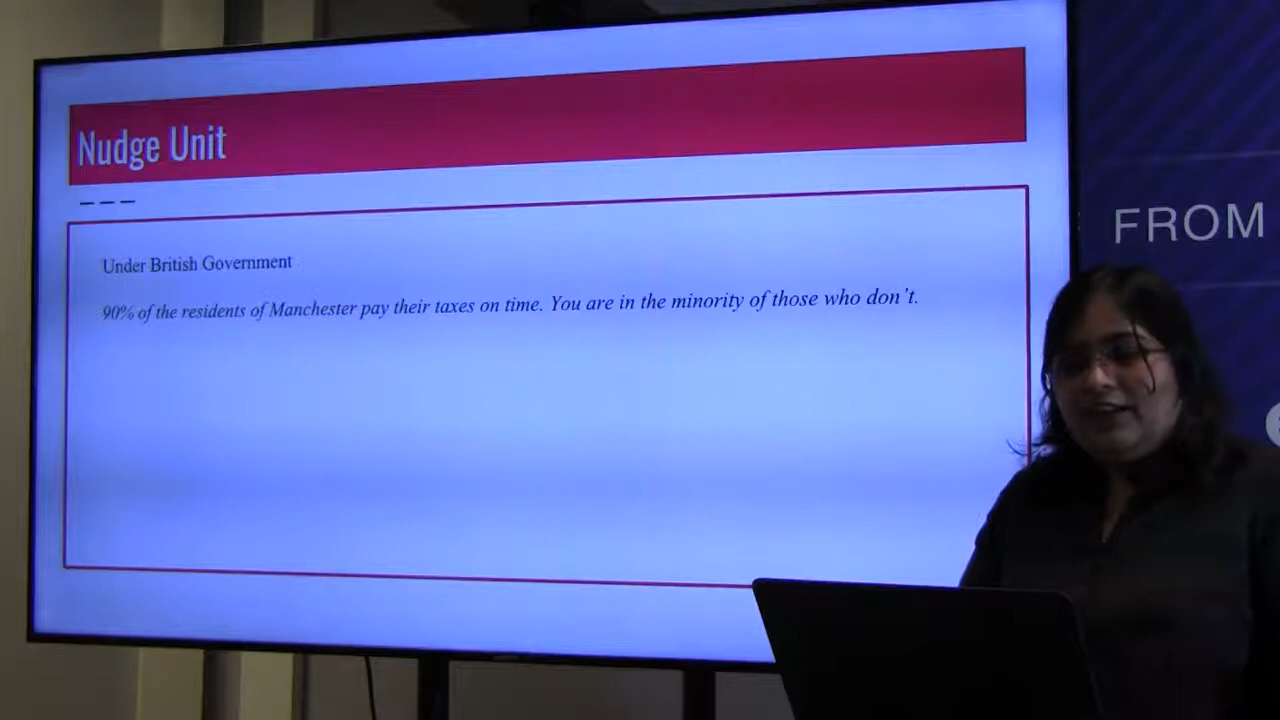 Nudge Unit
Under British Government
90% of the residents of Manchester pay their taxes on time. You are in the minority of those who don't.
FROM